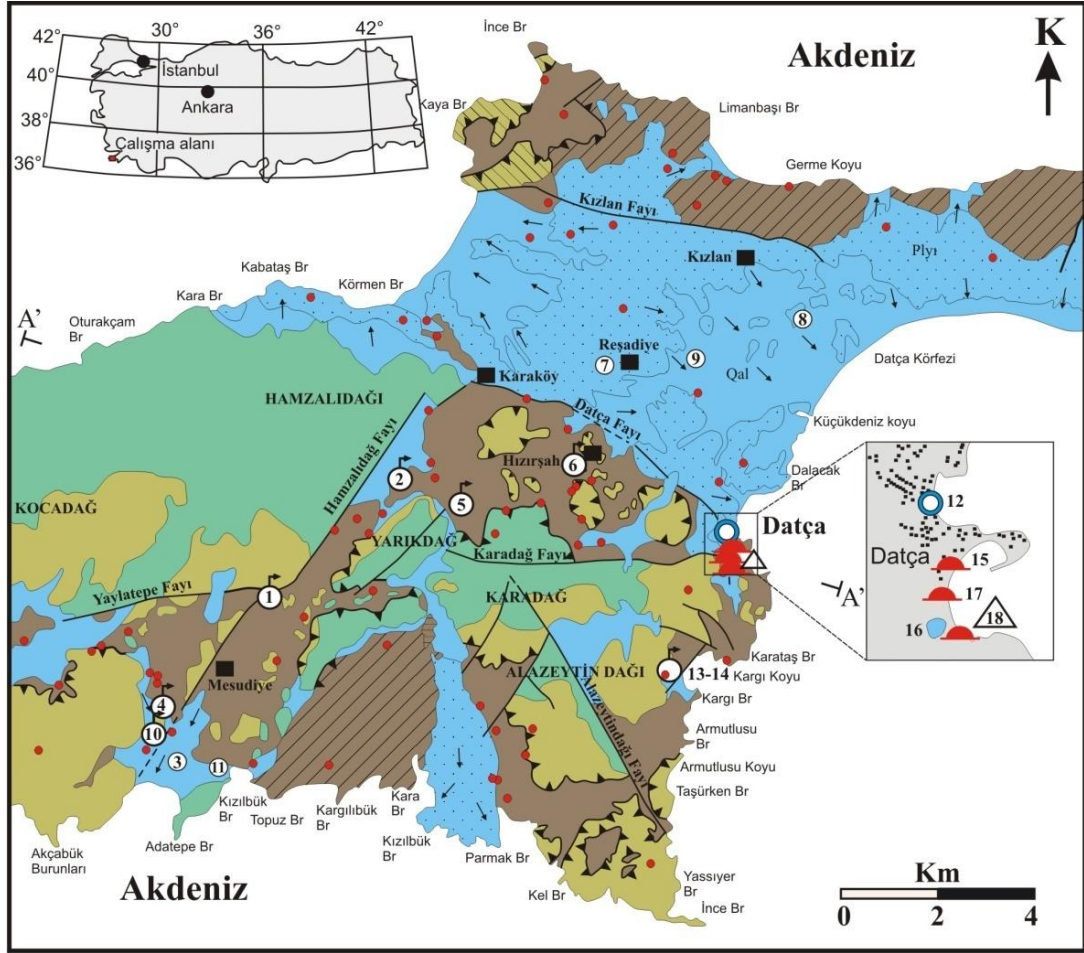 42°
30°
36°
42°
40°
38°
36°
İstanbul
Ankara
Çalışma alanı
İnce Br
Akdeniz
K
Kaya Br
Limanbaşı Br
Germe Koyu
Kızlan Fayı
Kızlan
Plyı
Kabataş Br
Kara Br
Körmen Br
A'
Oturakçam
Br
8
Reşadiye
7
9
Qal
Datça Körfezi
Karaköy
HAMZALIDAĞI
Datça Fayı
Küçükdeniz koyu
Hamzalıdağ Fayı
Hızırşah
6
2
5
Dalacak
Br
KOCADAĞ
Datça
12
Datça
15
17
16
18
YARIKDAĞ
Karadağ Fayı
A'
Yaylatepe Fayı
1
KARADAĞ
Karataş Br
ALAZEYTİN DAĞI
13-14
Kargı Koyu
Kargı Br
Mesudiye
Alazeytindağı Fayı
4
10
3
11
Armutlusu
Br
Armutlusu Koyu
Taşürken Br
Kızılbük
Br
Topuz Br
Kargılıbük
Br
Kara
Br
Kızılbük
Br
Parmak Br
Akçabük
Burunları
Adatepe Br
Akdeniz
Kel Br
Yassıyer
Br
İnce Br
Km
0
2
4